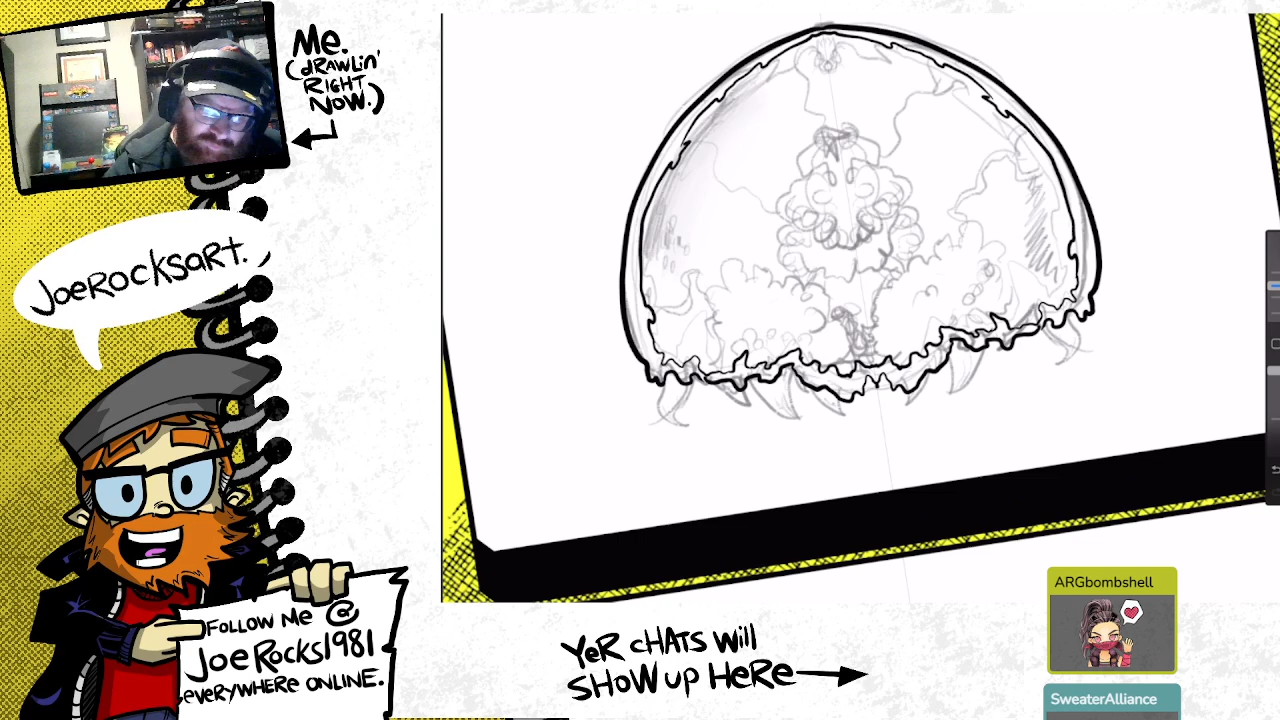 Me.
(dRAWLin'
RiGHT
NOW.)
JoeRocksart.
FOLLOW Me @
JoeRocks1981
eveRYWHeRe ONLiNE.
YeR cHATs Will
SHOW up HeRe
ARGbombshell
SweaterAlliance